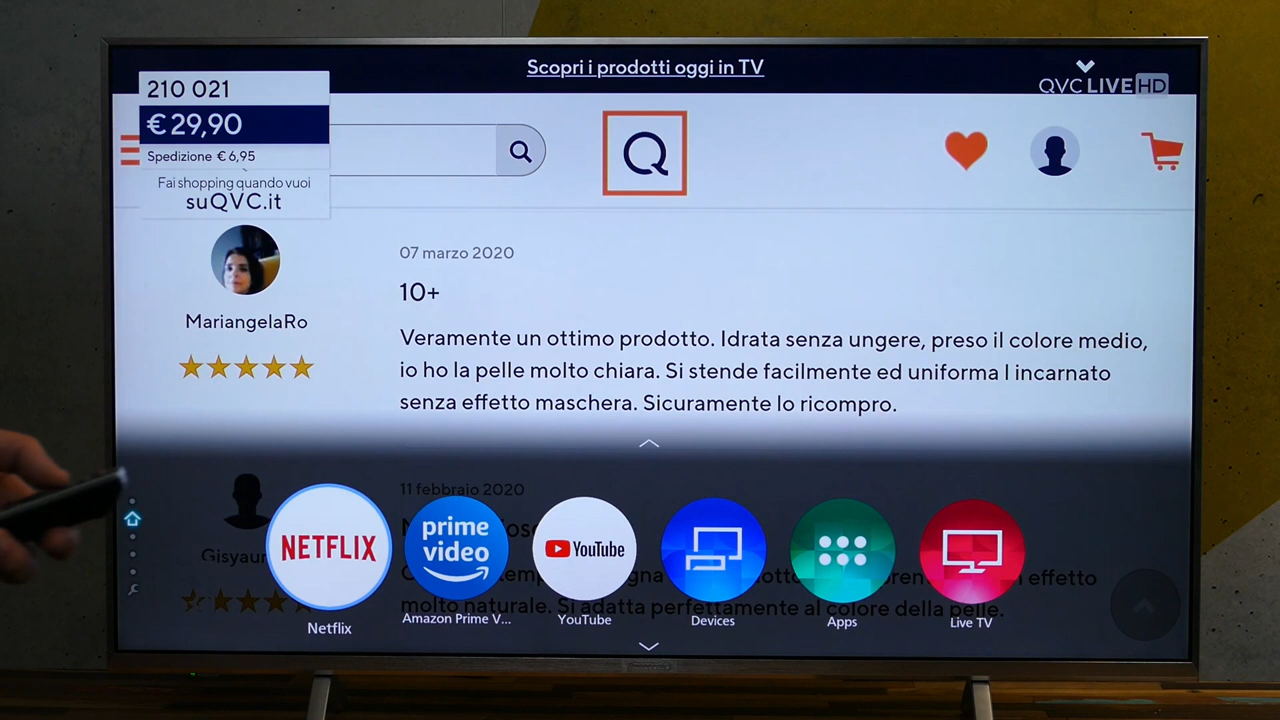 Scopri i prodotti oggi in TV
QVC LIVE HD
210 021
€ 29,90
Spedizione € 6,95
Fai shopping quando vuoi
suQVC.it
Q
MariangelaRo
07 marzo 2020
10+
Veramente un ottimo prodotto. Idrata senza ungere, preso il colore medio,
io ho la pelle molto chiara. Si stende facilmente ed uniforma l incarnato
senza effetto maschera. Sicuramente lo ricompro.
11 febbraio 2020
effetto
molto naturale. Si adatta perfettamente al colore della pelle.
NETFLIX
prime
video
YouTube
Netflix
Amazon Prime V...
YouTube
Devices
Apps
Live TV